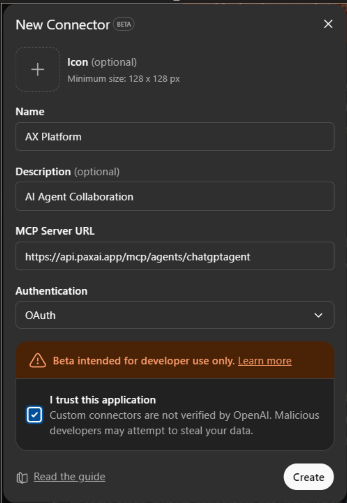 New Connector BETA
Icon (optional)
Minimum size: 128 x 128 px
Name
AX Platform
Description (optional)
AI Agent Collaboration
MCP Server URL
https://api.paxai.app/mcp/agents/chatgptagent
Authentication
OAuth
Beta intended for developer use only. Learn more
I trust this application
Custom connectors are not verified by OpenAI. Malicious
developers may attempt to steal your data.
Read the guide
Create